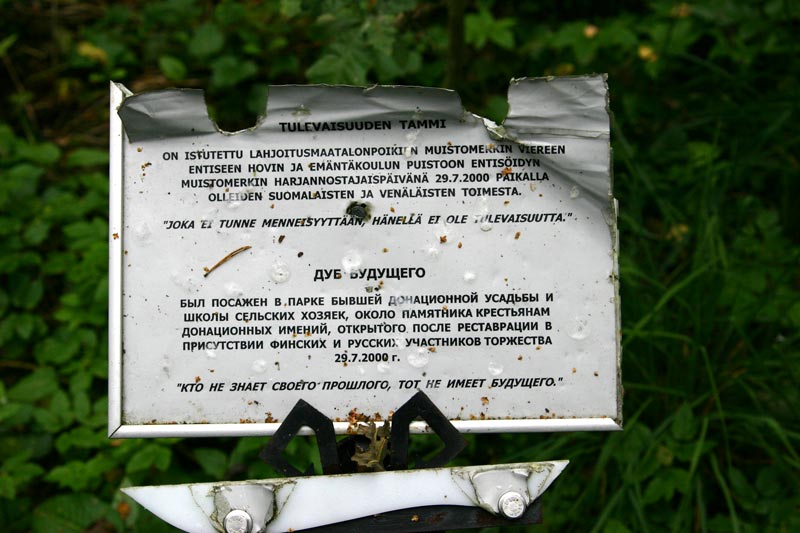 TULEVAISUUDEN TAMMI
ON ISTUTETTU LAHJOITUSMAATALONPOIKIEN MUISTOMERKIN VIEREEN
ENTISEEN HOVIN JA EMÄNTÄKOULUN PUISTOON ENTISÖIDYN
MUISTOMERKIN HARJANNOSTAJAISPÄIVÄNÄ 29.7.2000 PAIKALLA
OLLEIDEN SUOMALAISTEN JA VENÄLÄISTEN TOIMESTA.
"JOKA EI TUNNE MENNEISYYTTÄÄN, HÄNELLÄ EI OLE TULEVAISUUTTA."
ДУБ БУДУЩЕГО
БЫЛ ПОСАЖЕН В ПАРКЕ БЫВШЕЙ ДОНАЦИОННОЙ УСАДЬБЫ И
ШКОЛЫ СЕЛЬСКИХ ХОЗЯЕК, ОКОЛО ПАМЯТНИКА КРЕСТЬЯНАМ
ДОНАЦИОННЫХ ИМЕНИЙ, ОТКРЫТОГО ПОСЛЕ РЕСТАВРАЦИИ В
ПРИСУТСТВИИ ФИНСКИХ И РУССКИХ УЧАСТНИКОВ ТОРЖЕСТВА
29.7.2000 г.
"КТО НЕ ЗНАЕТ СВОЕГО ПРОШЛОГО, ТОТ НЕ ИМЕЕТ БУДУЩЕГО."